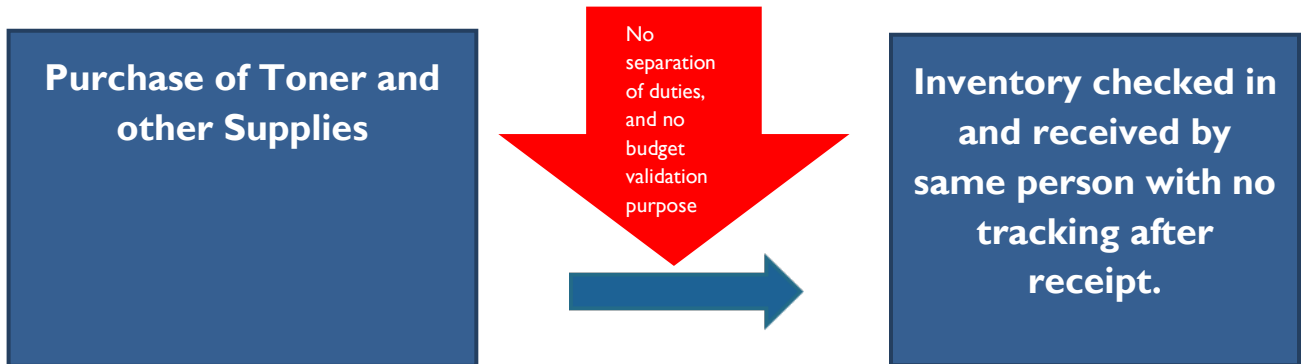 Purchase of Toner and
other Supplies
No
separation
of duties,
and no
budget
validation
purpose
Inventory checked in
and received by
same person with no
tracking after
receipt.